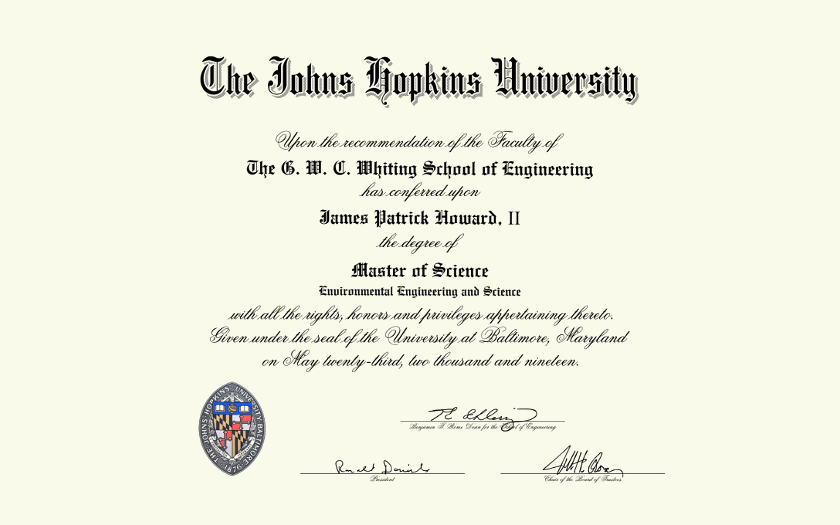 The Johns Hopkins University
Upon the recommendation of the Faculty of
The G. W. C. Whiting School of Engineering
has conferred upon
James Patrick Howard, II
the degree of
Master of Science
Environmental Engineering and Science
with all the rights, honors and privileges appertaining thereto.
Given under the seal of the University at Baltimore, Maryland
on May twenty-third, two thousand and nineteen.
THE·JOHNS·HOPKINS·UNIVERSITY·BALTIMORE·
1876
Dean for the School of Engineering
Ronald Daniels
President
Chair of the Board of Trustees